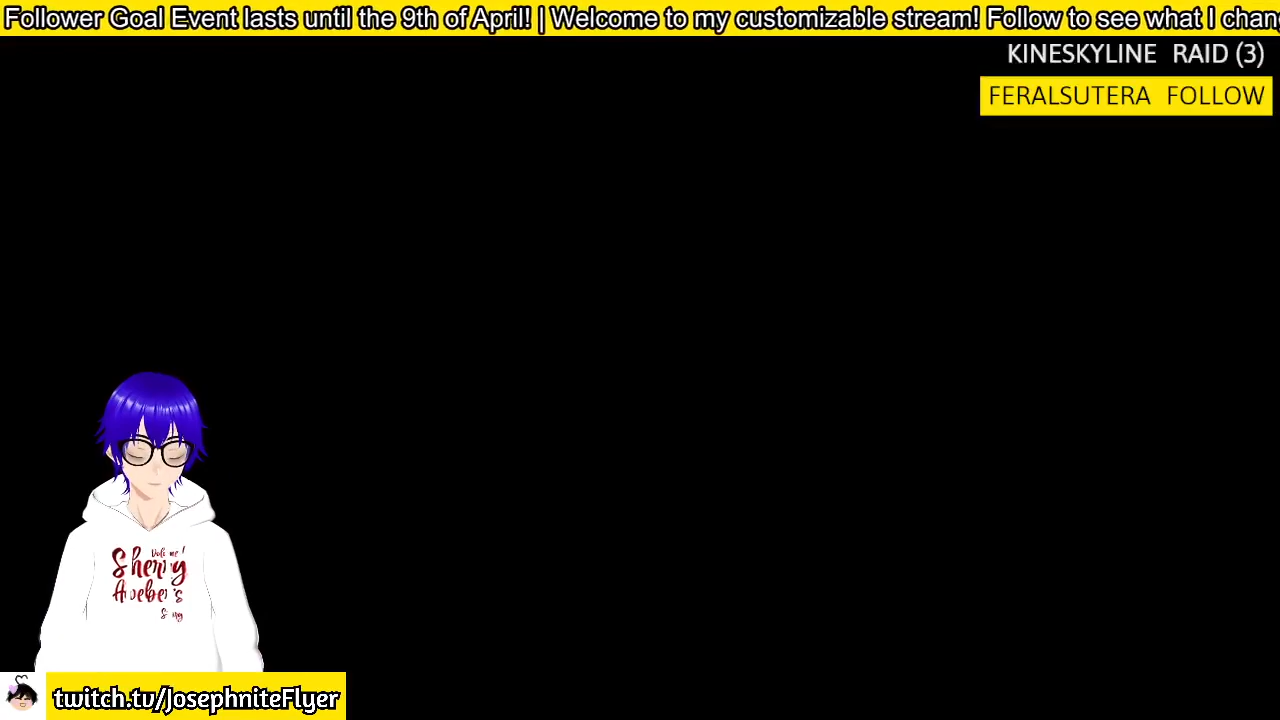 Follower Goal Event lasts until the 9th of April! | Welcome to my customizable stream! Follow to see what I chan
KINESKYLINE RAID (3)
FERALSUTERA FOLLOW
Sherry
twitch.tv/JosephniteFlyer